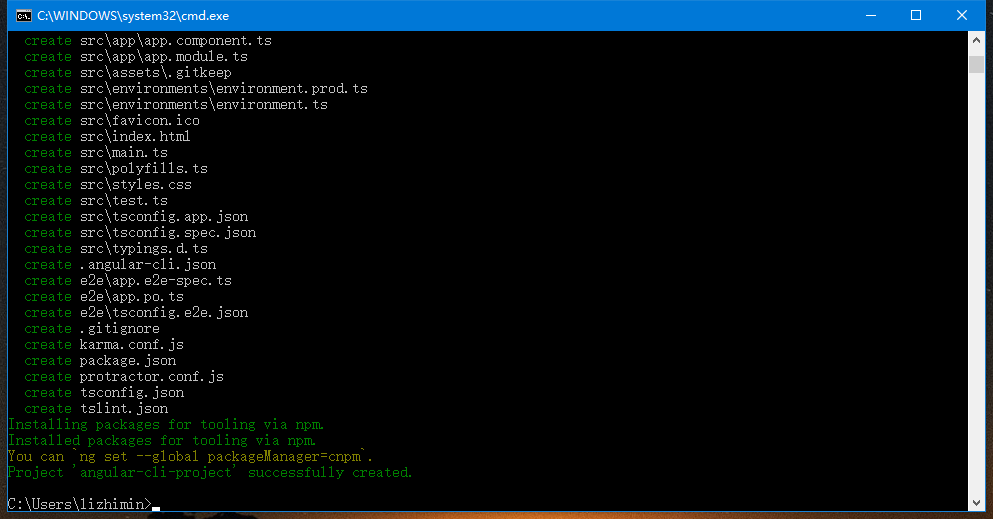 C:\WINDOWS\system32\cmd.exe
create src\app\app.component.ts
create src\app\app.module.ts
create src\assets\.gitkeep
create src\environments\environment.prod.ts
create src\environments\environment.ts
create src\favicon.ico
create src\index.html
create src\main.ts
create src\polyfills.ts
create src\styles.css
create src\test.ts
create src\tsconfig.app.json
create src\tsconfig.spec.json
create src\typings.d.ts
create .angular-cli.json
create e2e\app.e2e-spec.ts
create e2e\app.po.ts
create e2e\tsconfig.e2e.json
create .gitignore
create karma.conf.js
create package.json
create protractor.conf.js
create tsconfig.json
create tslint.json
Installing packages for tooling via npm.
Installed packages for tooling via npm.
You can `ng set --global packageManager=cnpm`.
Project 'angular-cli-project' successfully created.
C:\Users\lizhimin>